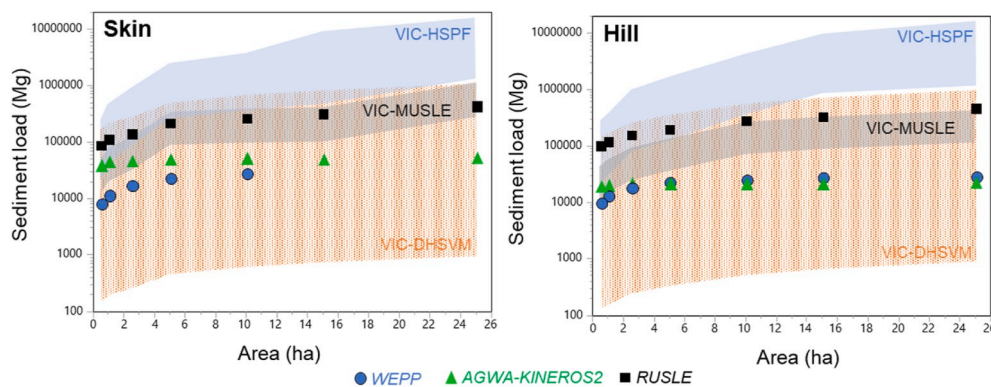 Skin
VIC-HSPF
VIC-MUSLE
VIC-DHSVM
Sediment load (Mg)
10000000
1000000
100000
10000
1000
100
0 2 4 6 8 10 12 14 16 18 20 22 24 26
Area (ha)
Hill
VIC-HSPF
VIC-MUSLE
VIC-DHSVM
Sediment load (Mg)
10000000
1000000
100000
10000
1000
100
0 2 4 6 8 10 12 14 16 18 20 22 24 26
Area (ha)
WEPP AGWA-KINEROS2 RUSLE